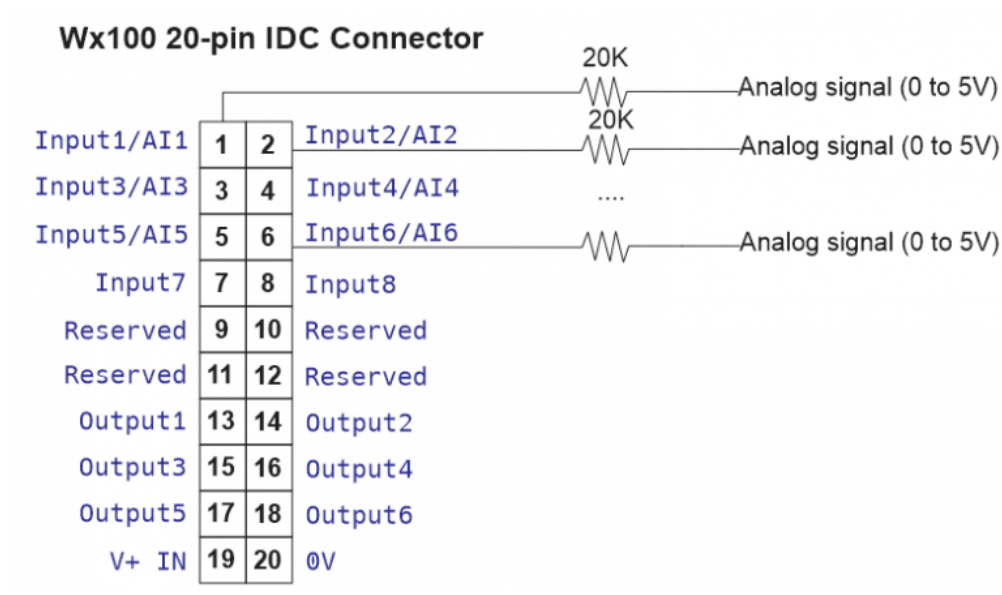 Wx100 20-pin IDC Connector
20K
Analog signal (0 to 5V)
20K
Input1/AI1 1 2 Input2/AI2 Analog signal (0 to 5V)
Input3/AI3 3 4 Input4/AI4 ....
Input5/AI5 5 6 Input6/AI6 Analog signal (0 to 5V)
Input7 7 8 Input8
Reserved 9 10 Reserved
Reserved 11 12 Reserved
Output1 13 14 Output2
Output3 15 16 Output4
Output5 17 18 Output6
V+ IN 19 20 0V